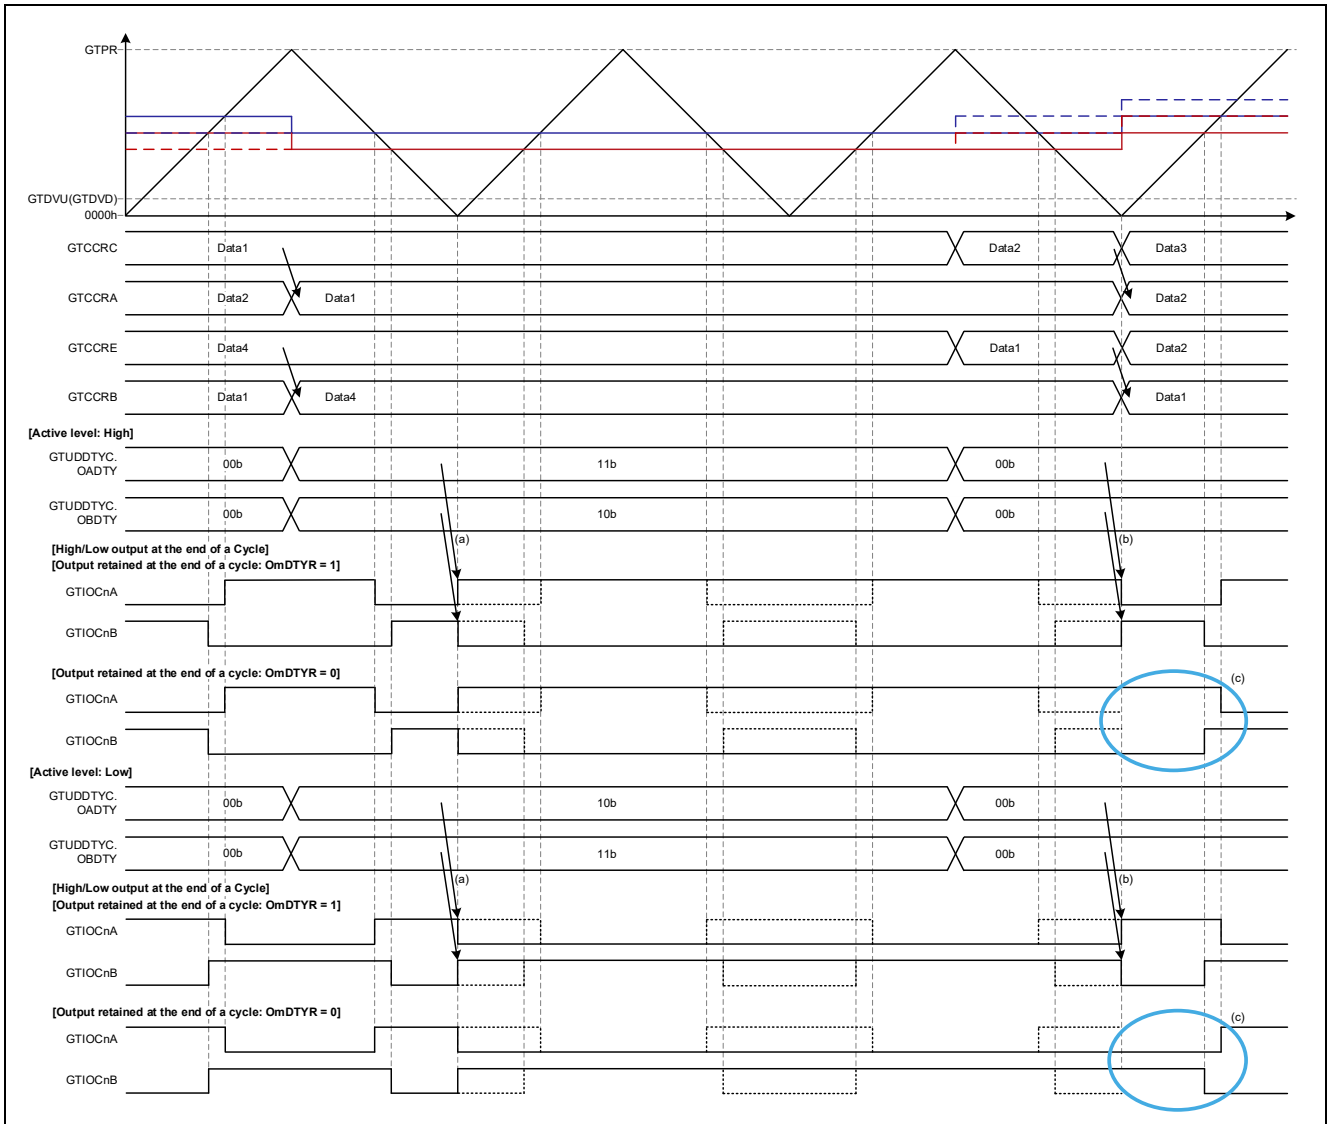 GTPR
GTDVU(GTDVD)
0000h
GTCCRC Data1 Data2 Data3
GTCCRA Data2 Data1 Data2
GTCCRE Data4 Data1 Data2
GTCCRB Data1 Data4 Data1
[Active level: High]
GTUDDTYC.
OADTY 00b 11b 00b
GTUDDTYC.
OBDTY 00b 10b 00b
(a) (b)
[High/Low output at the end of a Cycle]
[Output retained at the end of a cycle: OmDTYR = 1]
GTIOCnA
GTIOCnB
[Output retained at the end of a cycle: OmDTYR = 0]
(c)
GTIOCnA
GTIOCnB
[Active level: Low]
GTUDDTYC.
OADTY 00b 10b 00b
GTUDDTYC.
OBDTY 00b 11b 00b
(a) (b)
[High/Low output at the end of a Cycle]
[Output retained at the end of a cycle: OmDTYR = 1]
GTIOCnA
GTIOCnB
[Output retained at the end of a cycle: OmDTYR = 0]
(c)
GTIOCnA
GTIOCnB